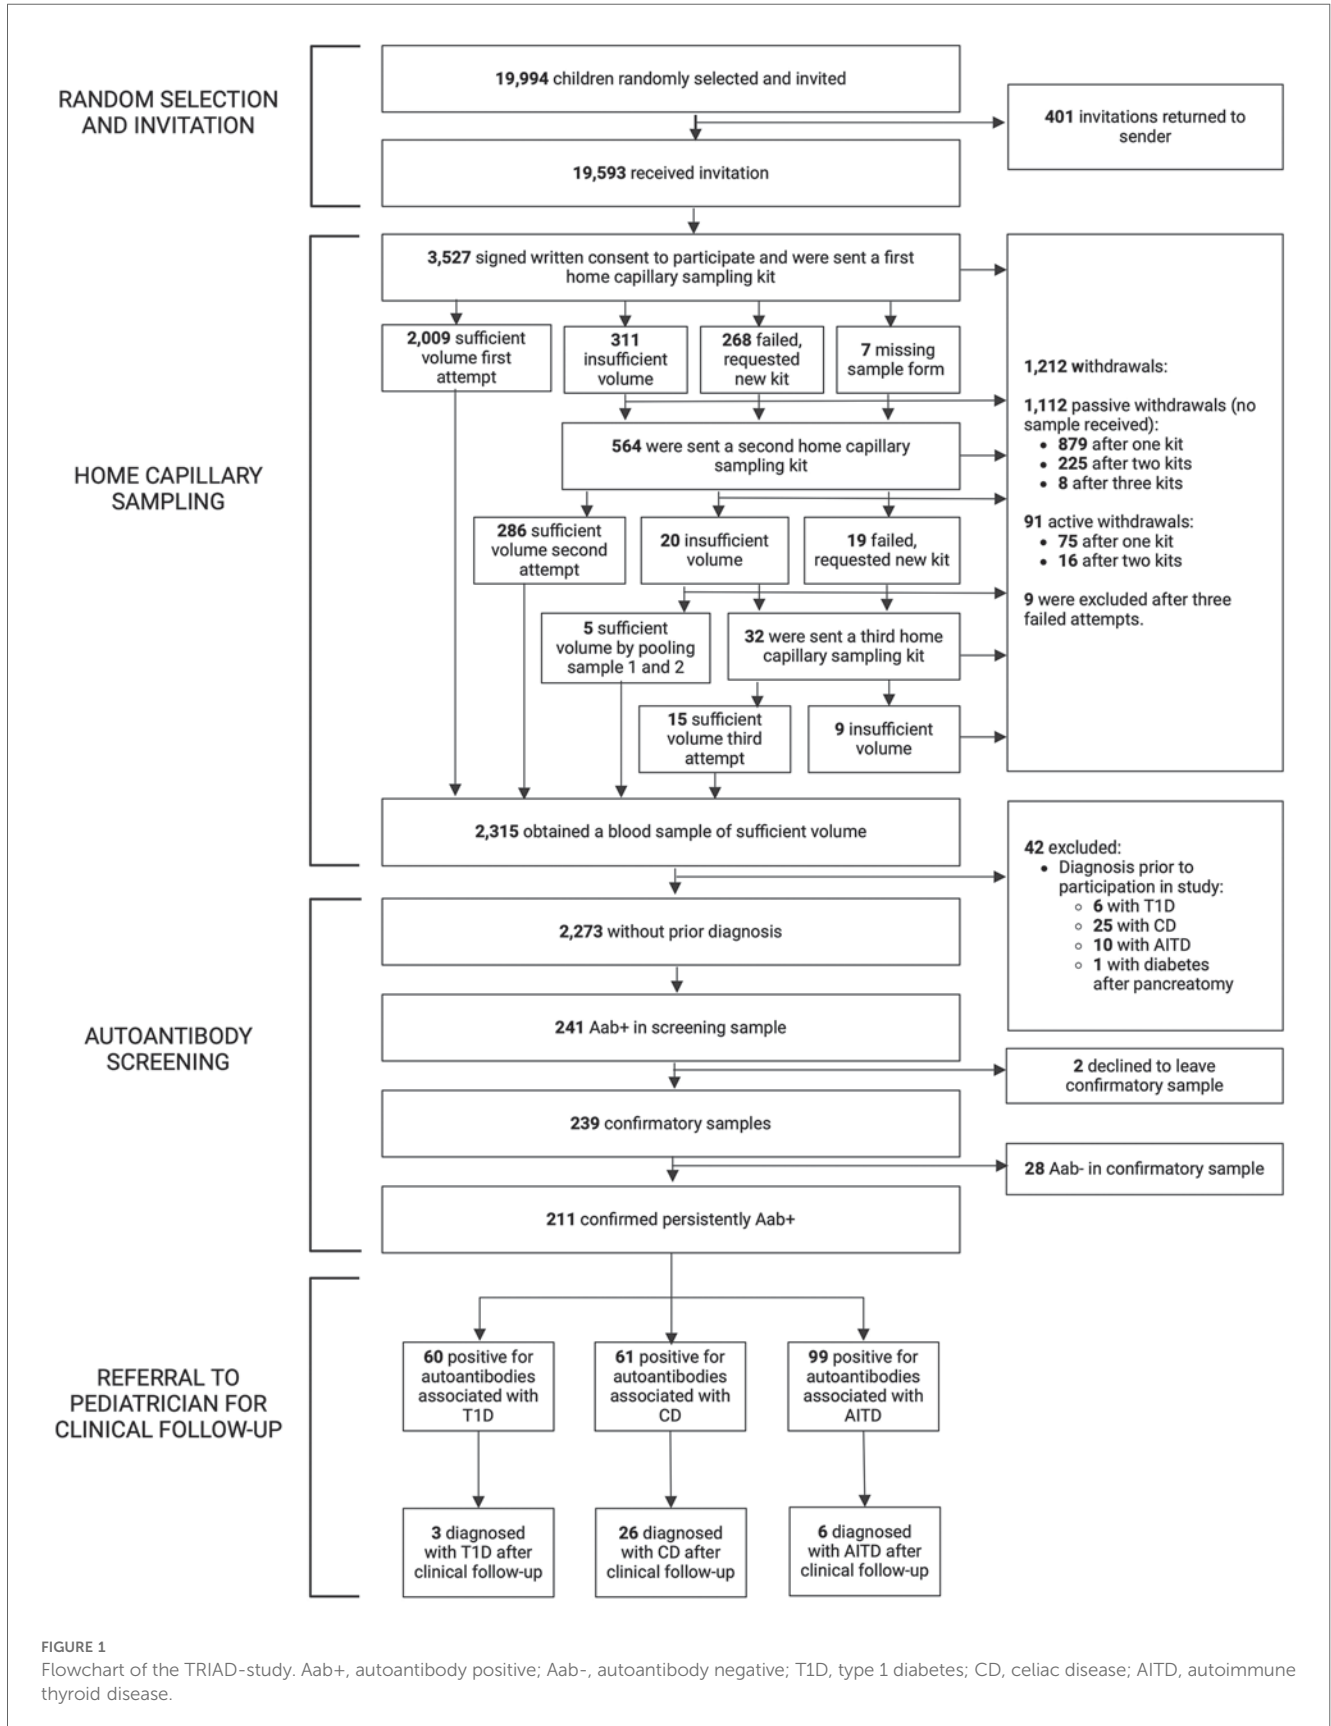 RANDOM SELECTION
AND INVITATION
19,994 children randomly selected and invited
401 invitations returned to
sender
19,593 received invitation
HOME CAPILLARY
SAMPLING
3,527 signed written consent to participate and were sent a first
home capillary sampling kit
2,009 sufficient
volume first
attempt
311
insufficient
volume
268 failed,
requested
new kit
7 missing
sample form
564 were sent a second home capillary
sampling kit
286 sufficient
volume second
attempt
20 insufficient
volume
19 failed,
requested new kit
5 sufficient
volume by pooling
sample 1 and 2
32 were sent a third home
capillary sampling kit
15 sufficient
volume third
attempt
9 insufficient
volume
1,212 withdrawals:
1,112 passive withdrawals (no
sample received):
• 879 after one kit
• 225 after two kits
• 8 after three kits
91 active withdrawals:
• 75 after one kit
• 16 after two kits
9 were excluded after three
failed attempts.
2,315 obtained a blood sample of sufficient volume
42 excluded:
• Diagnosis prior to
participation in study:
○ 6 with T1D
○ 25 with CD
○ 10 with AITD
○ 1 with diabetes
after pancreatomy
AUTOANTIBODY
SCREENING
2,273 without prior diagnosis
241 Aab+ in screening sample
2 declined to leave
confirmatory sample
239 confirmatory samples
28 Aab- in confirmatory sample
211 confirmed persistently Aab+
REFERRAL TO
PEDIATRICIAN FOR
CLINICAL FOLLOW-UP
60 positive for
autoantibodies
associated with
T1D
61 positive for
autoantibodies
associated with
CD
99 positive for
autoantibodies
associated with
AITD
3 diagnosed
with T1D after
clinical follow-up
26 diagnosed
with CD after
clinical follow-up
6 diagnosed
with AITD after
clinical follow-up
FIGURE 1
Flowchart of the TRIAD-study. Aab+, autoantibody positive; Aab-, autoantibody negative; T1D, type 1 diabetes; CD, celiac disease; AITD, autoimmune
thyroid disease.